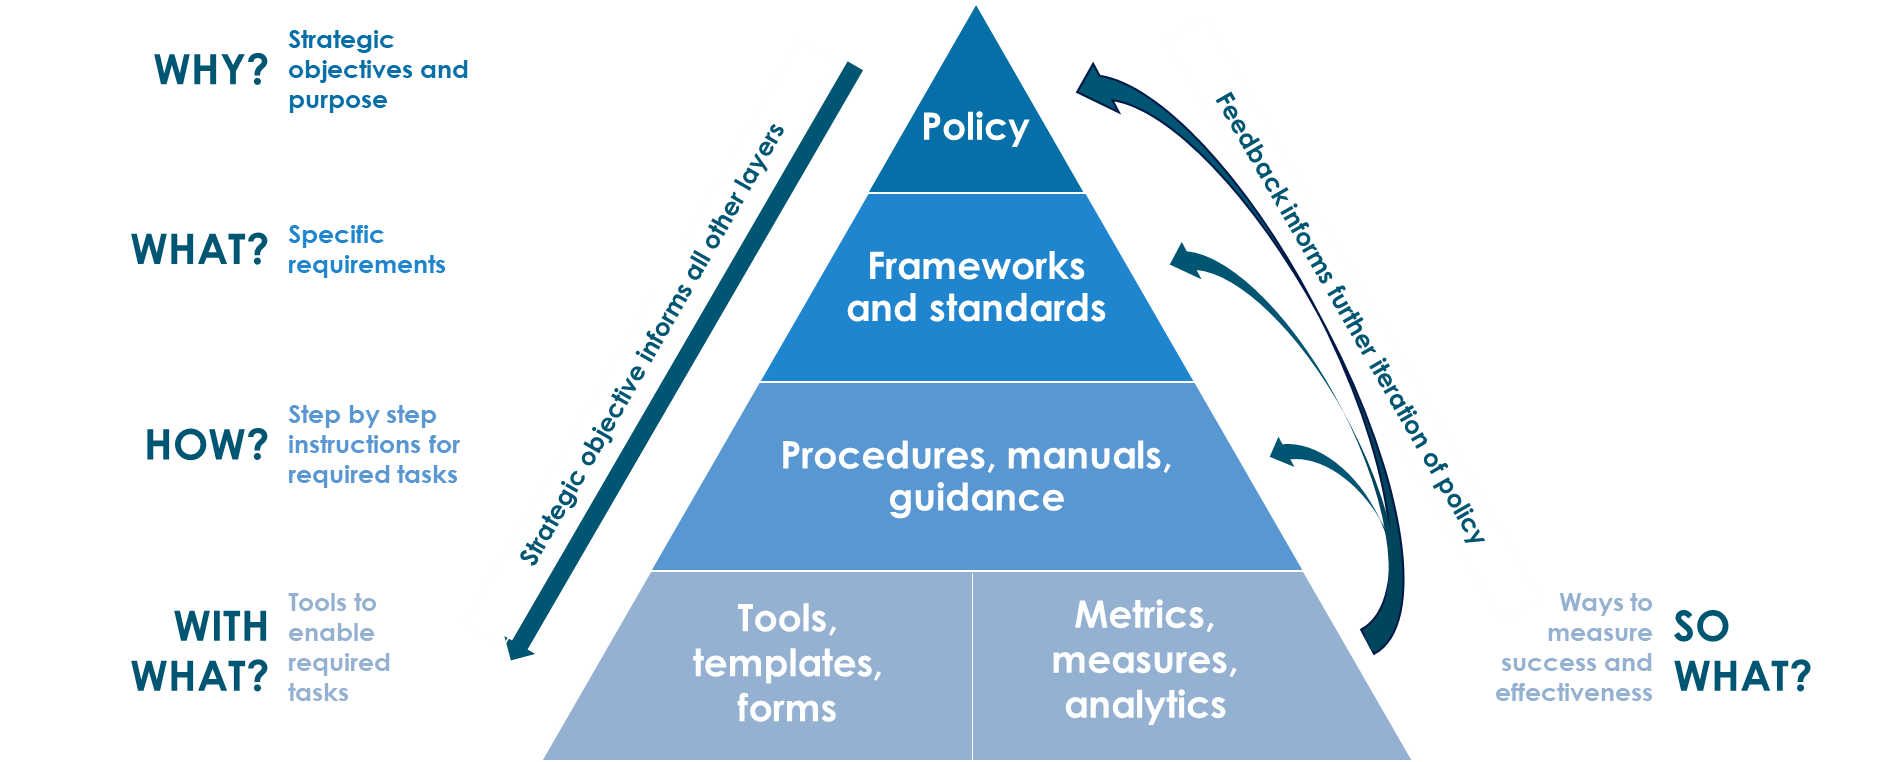 WHY?
Strategic
objectives and
purpose
WHAT?
Specific
requirements
HOW?
Step by step
instructions for
required tasks
WITH
WHAT?
Tools to
enable
required
tasks
Strategic objective informs all other layers
Policy
Frameworks
and standards
Procedures, manuals,
guidance
Tools,
templates,
forms
Metrics,
measures,
analytics
Feedback informs further iteration of policy
Ways to
measure
success and
effectiveness
SO
WHAT?